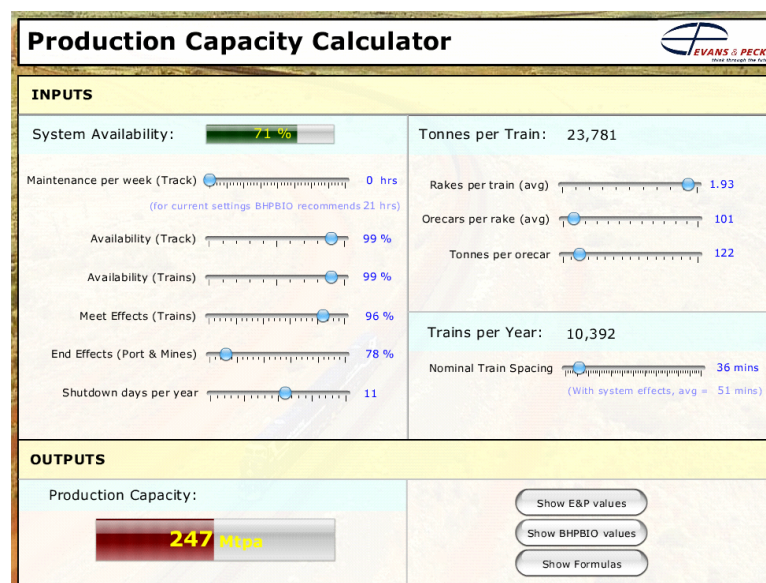 Production Capacity Calculator
EVANS & PECK
think through the
INPUTS
System Availability:
71 %
Maintenance per week (Track)
0 hrs
(for current settings BHPBIO recommends 21 hrs)
Availability (Track)
99 %
Availability (Trains)
99 %
Meet Effects (Trains)
96 %
End Effects (Port & Mines)
78 %
Shutdown days per year
11
Tonnes per Train: 23,781
Rakes per train (avg)
1.93
Orecars per rake (avg)
101
Tonnes per orecar
122
Trains per Year: 10,392
Nominal Train Spacing
36 mins
(With system effects, avg = 51 mins)
OUTPUTS
Production Capacity:
247 Mtpa
Show E&P values
Show BHPBIO values
Show Formulas